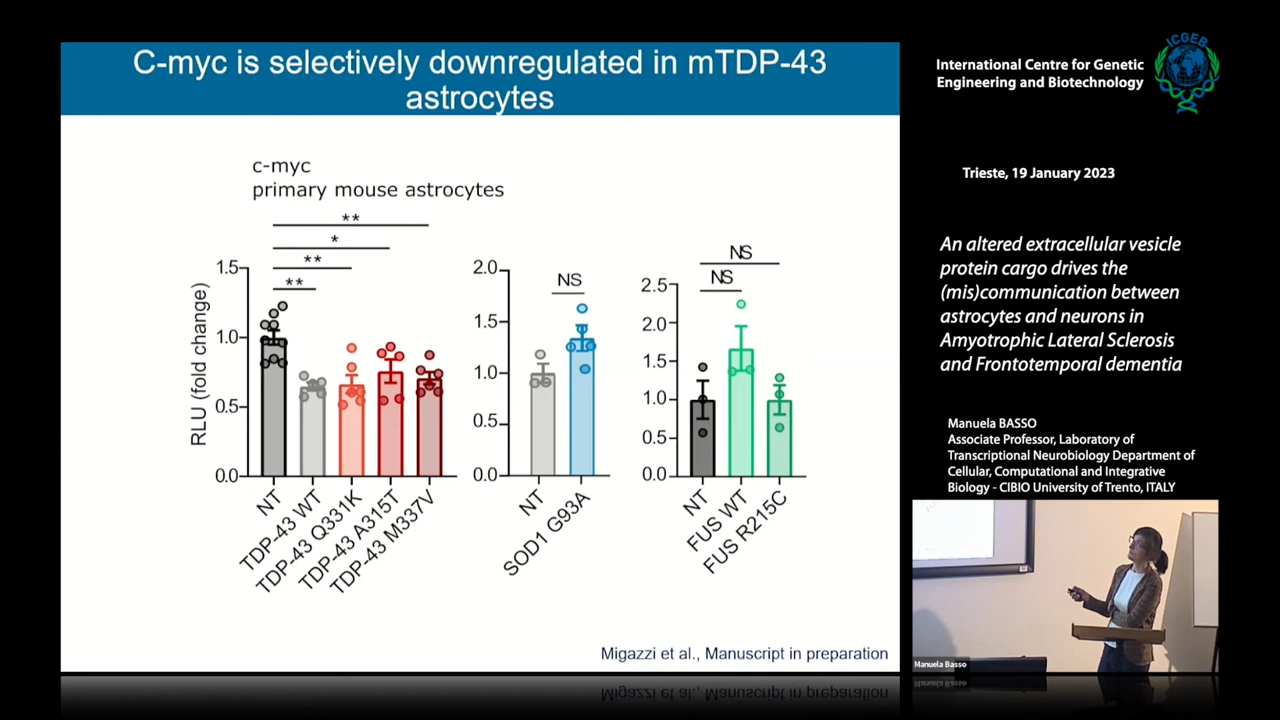 C-myc is selectively downregulated in mTDP-43
astrocytes
c-myc
primary mouse astrocytes
**
*
**
**
RLU (fold change)
1.5
1.0
0.5
0.0
NT
TDP-43 WT
TDP-43 Q331K
TDP-43 A315T
TDP-43 M337V
NS
2.0
1.5
1.0
0.5
0.0
NT
SOD1 G93A
NS
NS
2.5
2.0
1.5
1.0
0.5
0.0
NT
FUS WT
FUS R215C
Migazzi et al., Manuscript in preparation
International Centre for Genetic
Engineering and Biotechnology
ICGEB
Trieste, 19 January 2023
An altered extracellular vesicle
protein cargo drives the
(mis)communication between
astrocytes and neurons in
Amyotrophic Lateral Sclerosis
and Frontotemporal dementia
Manuela BASSO
Associate Professor, Laboratory of
Transcriptional Neurobiology Department of
Cellular, Computational and Integrative
Biology - CIBIO University of Trento, ITALY
Manuela Basso